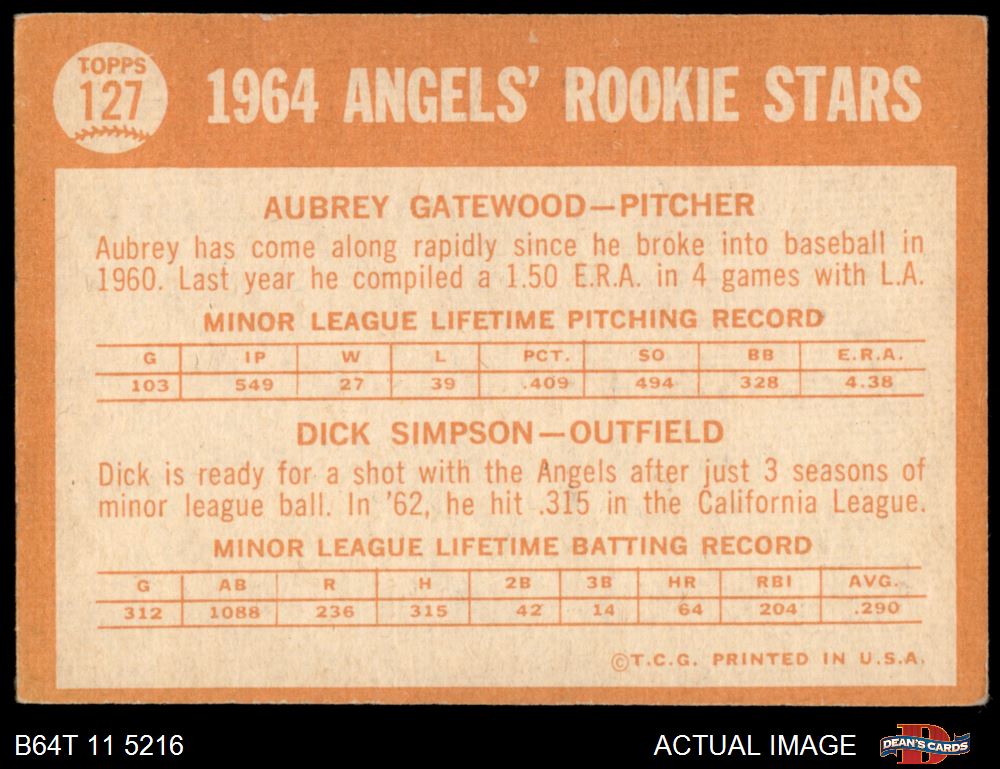 TOPPS
127
1964 ANGELS' ROOKIE STARS
AUBREY GATEWOOD—PITCHER
Aubrey has come along rapidly since he broke into baseball in
1960. Last year he compiled a 1.50 E.R.A. in 4 games with L.A.
MINOR LEAGUE LIFETIME PITCHING RECORD
G IP W L PCT. SO BB E.R.A.
103 549 27 39 .409 494 328 4.38
DICK SIMPSON—OUTFIELD
Dick is ready for a shot with the Angels after just 3 seasons of
minor league ball. In '62, he hit .315 in the California League.
MINOR LEAGUE LIFETIME BATTING RECORD
G AB R H 2B 3B HR RBI AVG.
312 1088 236 315 42 14 64 204 .290
©T.C.G. PRINTED IN U.S.A.
B64T 11 5216
ACTUAL IMAGE
D
DEAN'S CARDS